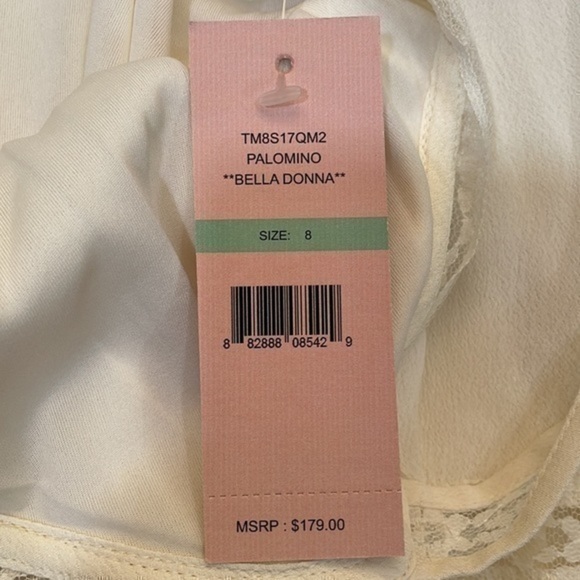 TM8S17QM2
PALOMINO
**BELLA DONNA**
SIZE: 8
8 82888 08542 9
MSRP : $179.00